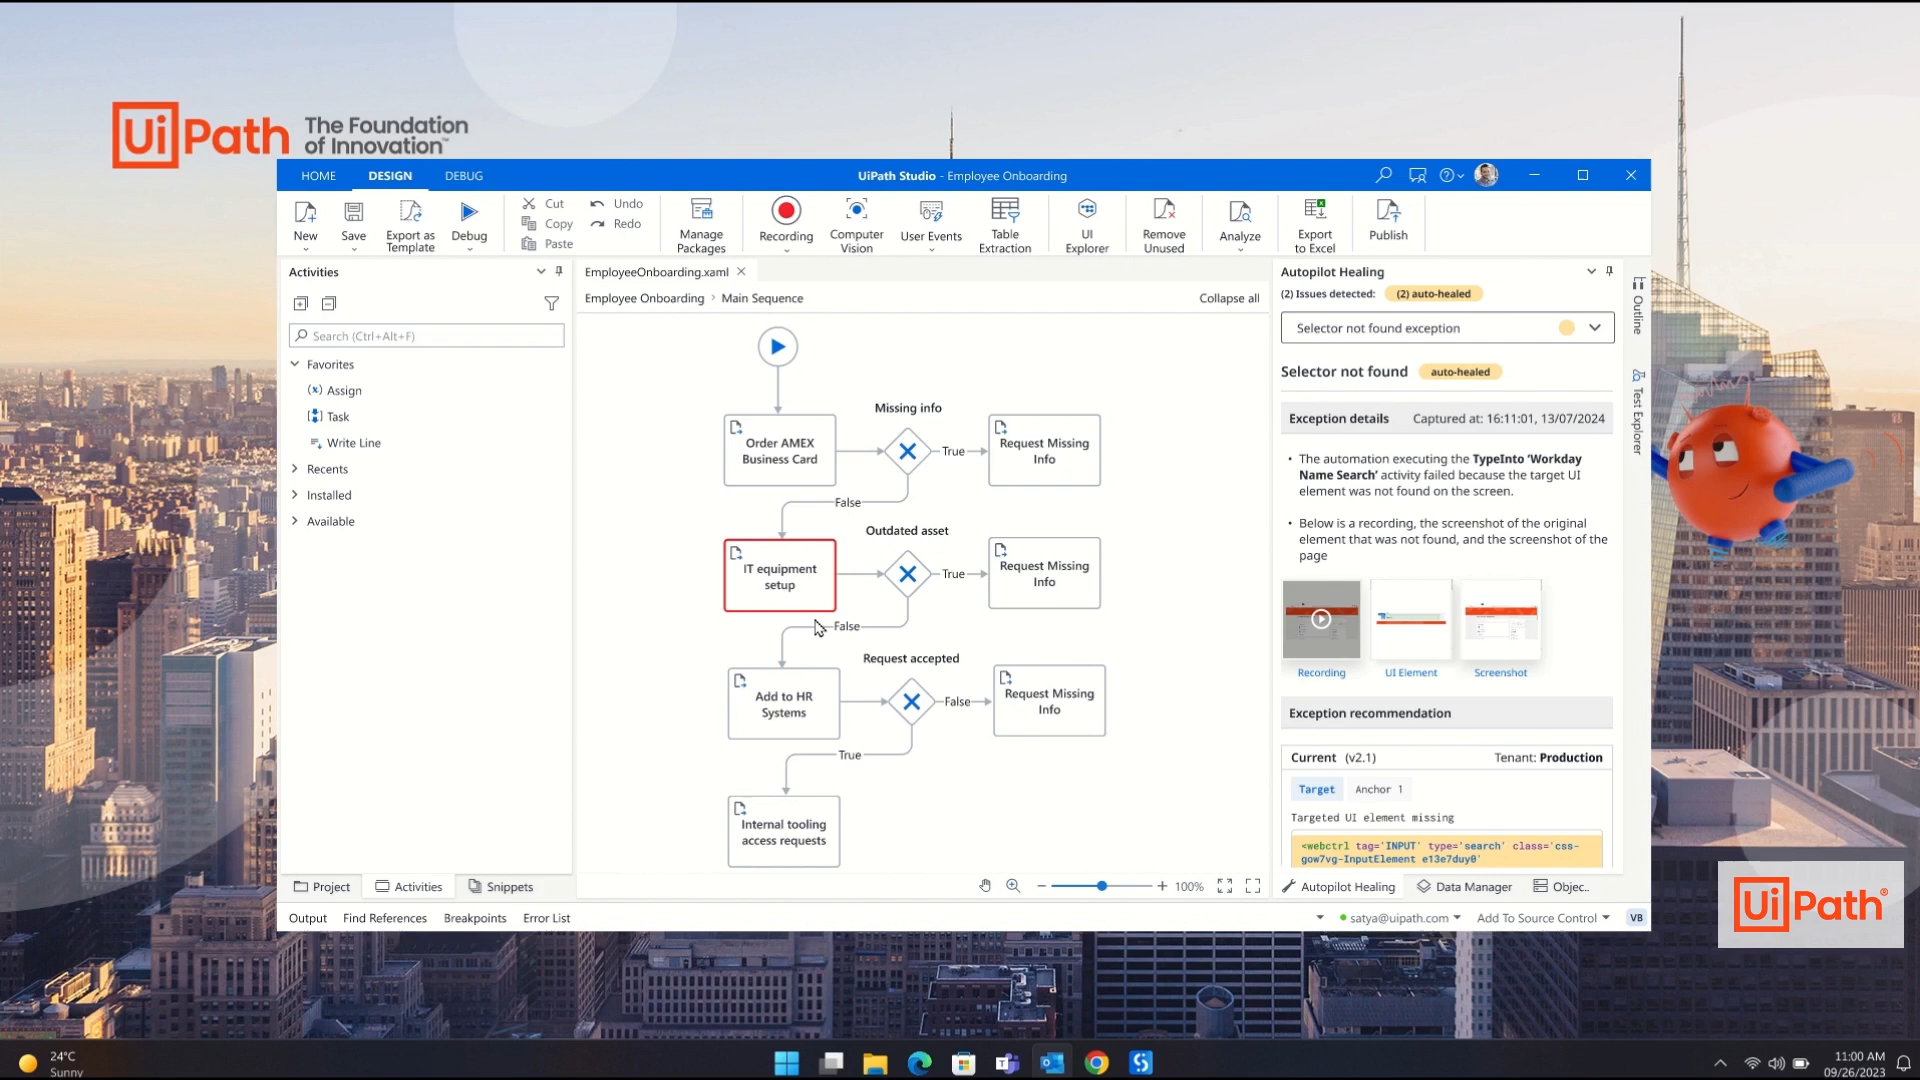 UiPath The Foundation
of Innovation™
HOME DESIGN DEBUG
UiPath Studio - Employee Onboarding
New Save Export as Template Debug
Cut Copy Paste Undo Redo
Manage Packages Recording Computer Vision User Events Table Extraction UI Explorer Remove Unused Analyze Export to Excel Publish
Activities
Search (Ctrl+Alt+F)
Favorites
Assign
Task
Write Line
Recents
Installed
Available
Project Activities Snippets
EmployeeOnboarding.xaml
Employee Onboarding Main Sequence Collapse all
Missing info
Order AMEX
Business Card
True
Request Missing
Info
False
Outdated asset
IT equipment
setup
True
Request Missing
Info
False
Request accepted
Add to HR
Systems
False
Request Missing
Info
True
Internal tooling
access requests
100%
Autopilot Healing
(2) Issues detected: (2) auto-healed
Selector not found exception
Selector not found auto-healed
Exception details Captured at: 16:11:01, 13/07/2024
The automation executing the TypeInto ‘Workday
Name Search’ activity failed because the target UI
element was not found on the screen.
Below is a recording, the screenshot of the original
element that was not found, and the screenshot of the
page
Recording UI Element Screenshot
Exception recommendation
Current (v2.1) Tenant: Production
Target Anchor 1
Targeted UI element missing
<webctrl tag='INPUT' type='search' class='css-
gow7vg-InputElement e13e7duy0'
Autopilot Healing Data Manager Objec..
Outline
Test Explorer
Output Find References Breakpoints Error List
satya@uipath.com Add To Source Control VB
UiPath®
24°C
Sunny
11:00 AM
09/26/2023